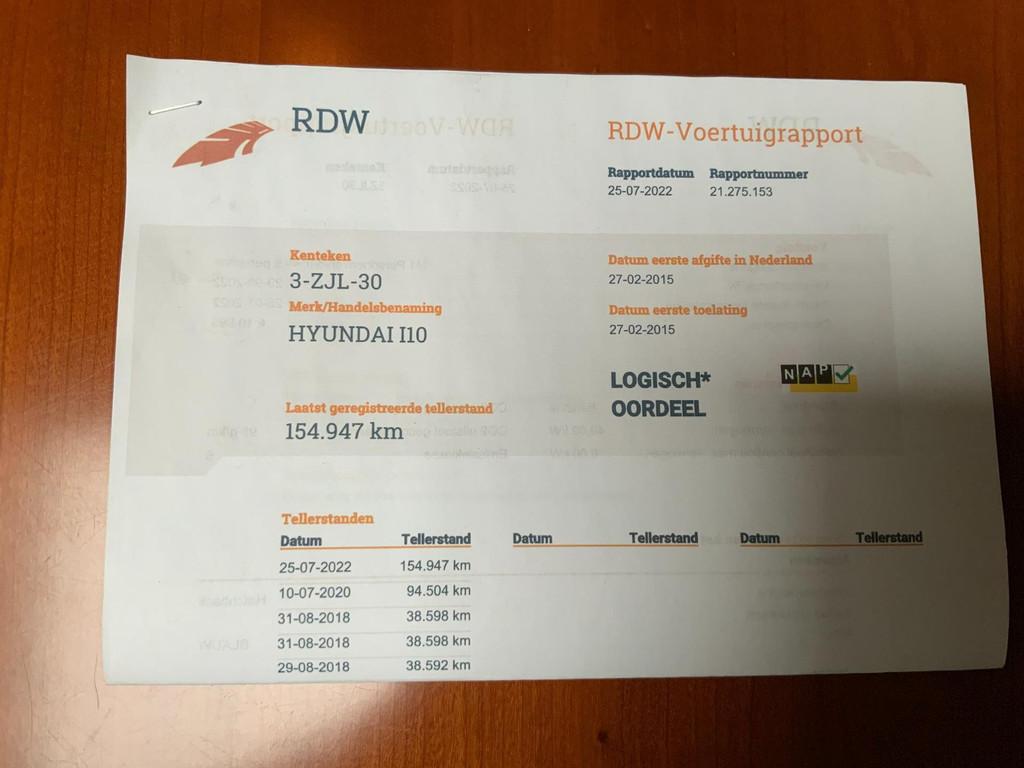 RDW
RDW-Voertuigrapport
Rapportdatum Rapportnummer
25-07-2022 21.275.153
Kenteken
3-ZJL-30
Merk/Handelsbenaming
HYUNDAI I10
Datum eerste afgifte in Nederland
27-02-2015
Datum eerste toelating
27-02-2015
LOGISCH*
OORDEEL
NAP
Laatst geregistreerde tellerstand
154.947 km
Tellerstanden
Datum Tellerstand Datum Tellerstand Datum Tellerstand
25-07-2022 154.947 km
10-07-2020 94.504 km
31-08-2018 38.598 km
31-08-2018 38.598 km
29-08-2018 38.592 km